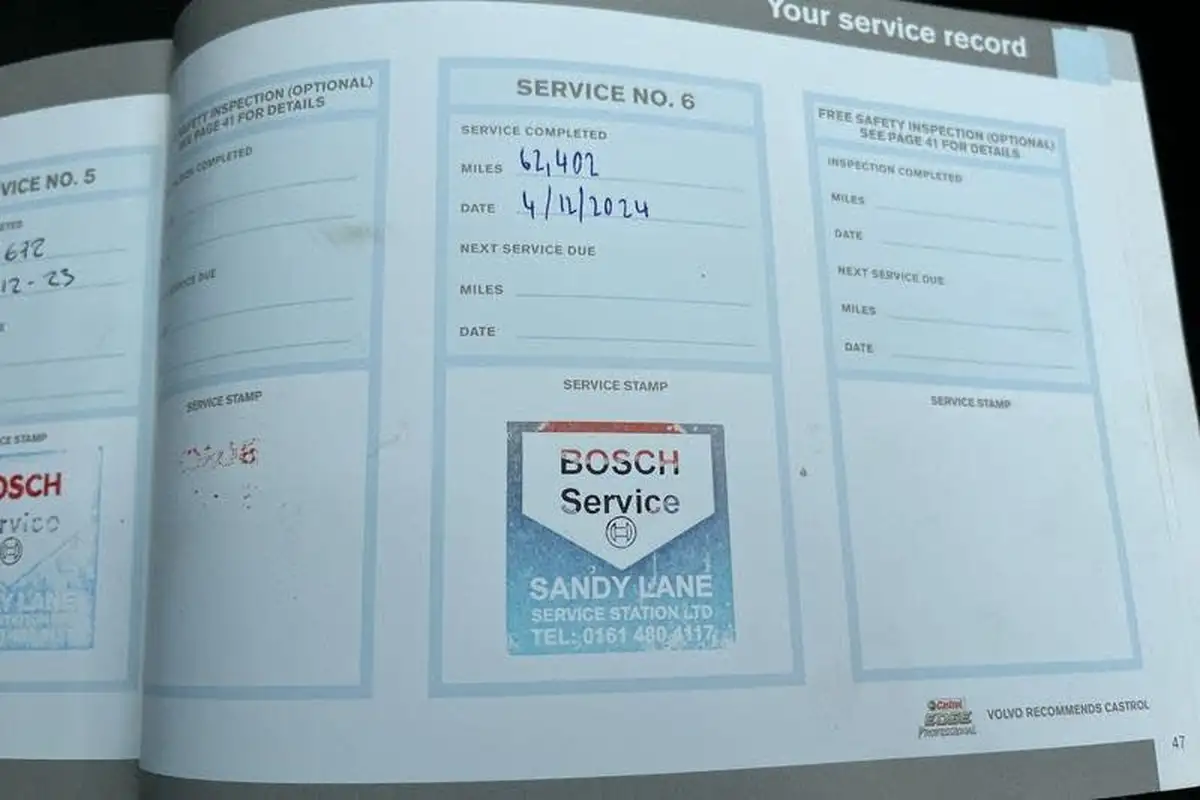 Your service record
VICE NO. 5
672
12 - 23
CE STAMP
OSCH
SAFETY INSPECTION (OPTIONAL)
SEE PAGE 41 FOR DETAILS
COMPLETED
SERVICE DUE
SERVICE STAMP
SERVICE NO. 6
SERVICE COMPLETED
MILES 62,402
DATE 4/12/2024
NEXT SERVICE DUE
MILES
DATE
SERVICE STAMP
BOSCH
Service
SANDY LANE
SERVICE STATION LTD
TEL: 0161 480 4117
FREE SAFETY INSPECTION (OPTIONAL)
SEE PAGE 41 FOR DETAILS
INSPECTION COMPLETED
MILES
DATE
NEXT SERVICE DUE
MILES
DATE
SERVICE STAMP
Castrol
EDGE
PROFESSIONAL
VOLVO RECOMMENDS CASTROL
47